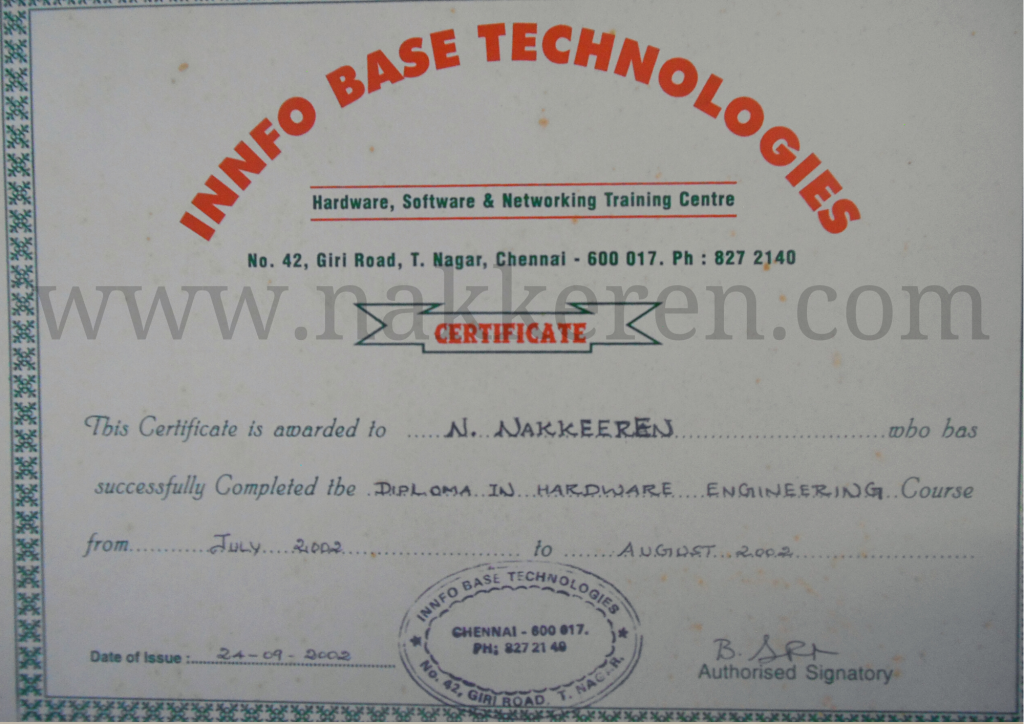 INNFO BASE TECHNOLOGIES
Hardware, Software & Networking Training Centre
No. 42, Giri Road, T. Nagar, Chennai - 600 017. Ph : 827 2140
www.nakkeren.com
CERTIFICATE
This Certificate is awarded to ......N. NAKKEEREN..............................who has
successfully Completed the ..DIPLOMA IN HARDWARE ENGINEERING..Course
from...........JULY 2002.......................... to .......AUGUST 2002...........................
INNFO BASE TECHNOLOGIES
CHENNAI - 600 017.
PH; 827 21 40
No. 42, GIRI ROAD, T. NAGAR.
Date of Issue :....24-09-2002......
B. SRI
Authorised Signatory